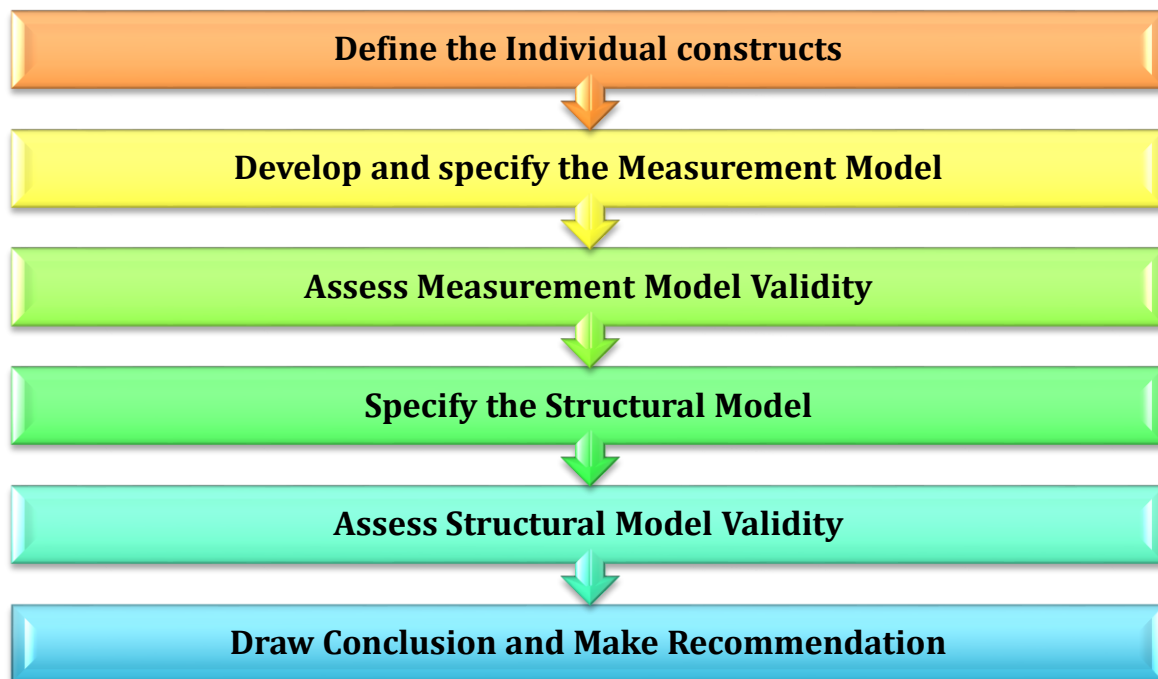 Define the Individual constructs
Develop and specify the Measurement Model
Assess Measurement Model Validity
Specify the Structural Model
Assess Structural Model Validity
Draw Conclusion and Make Recommendation